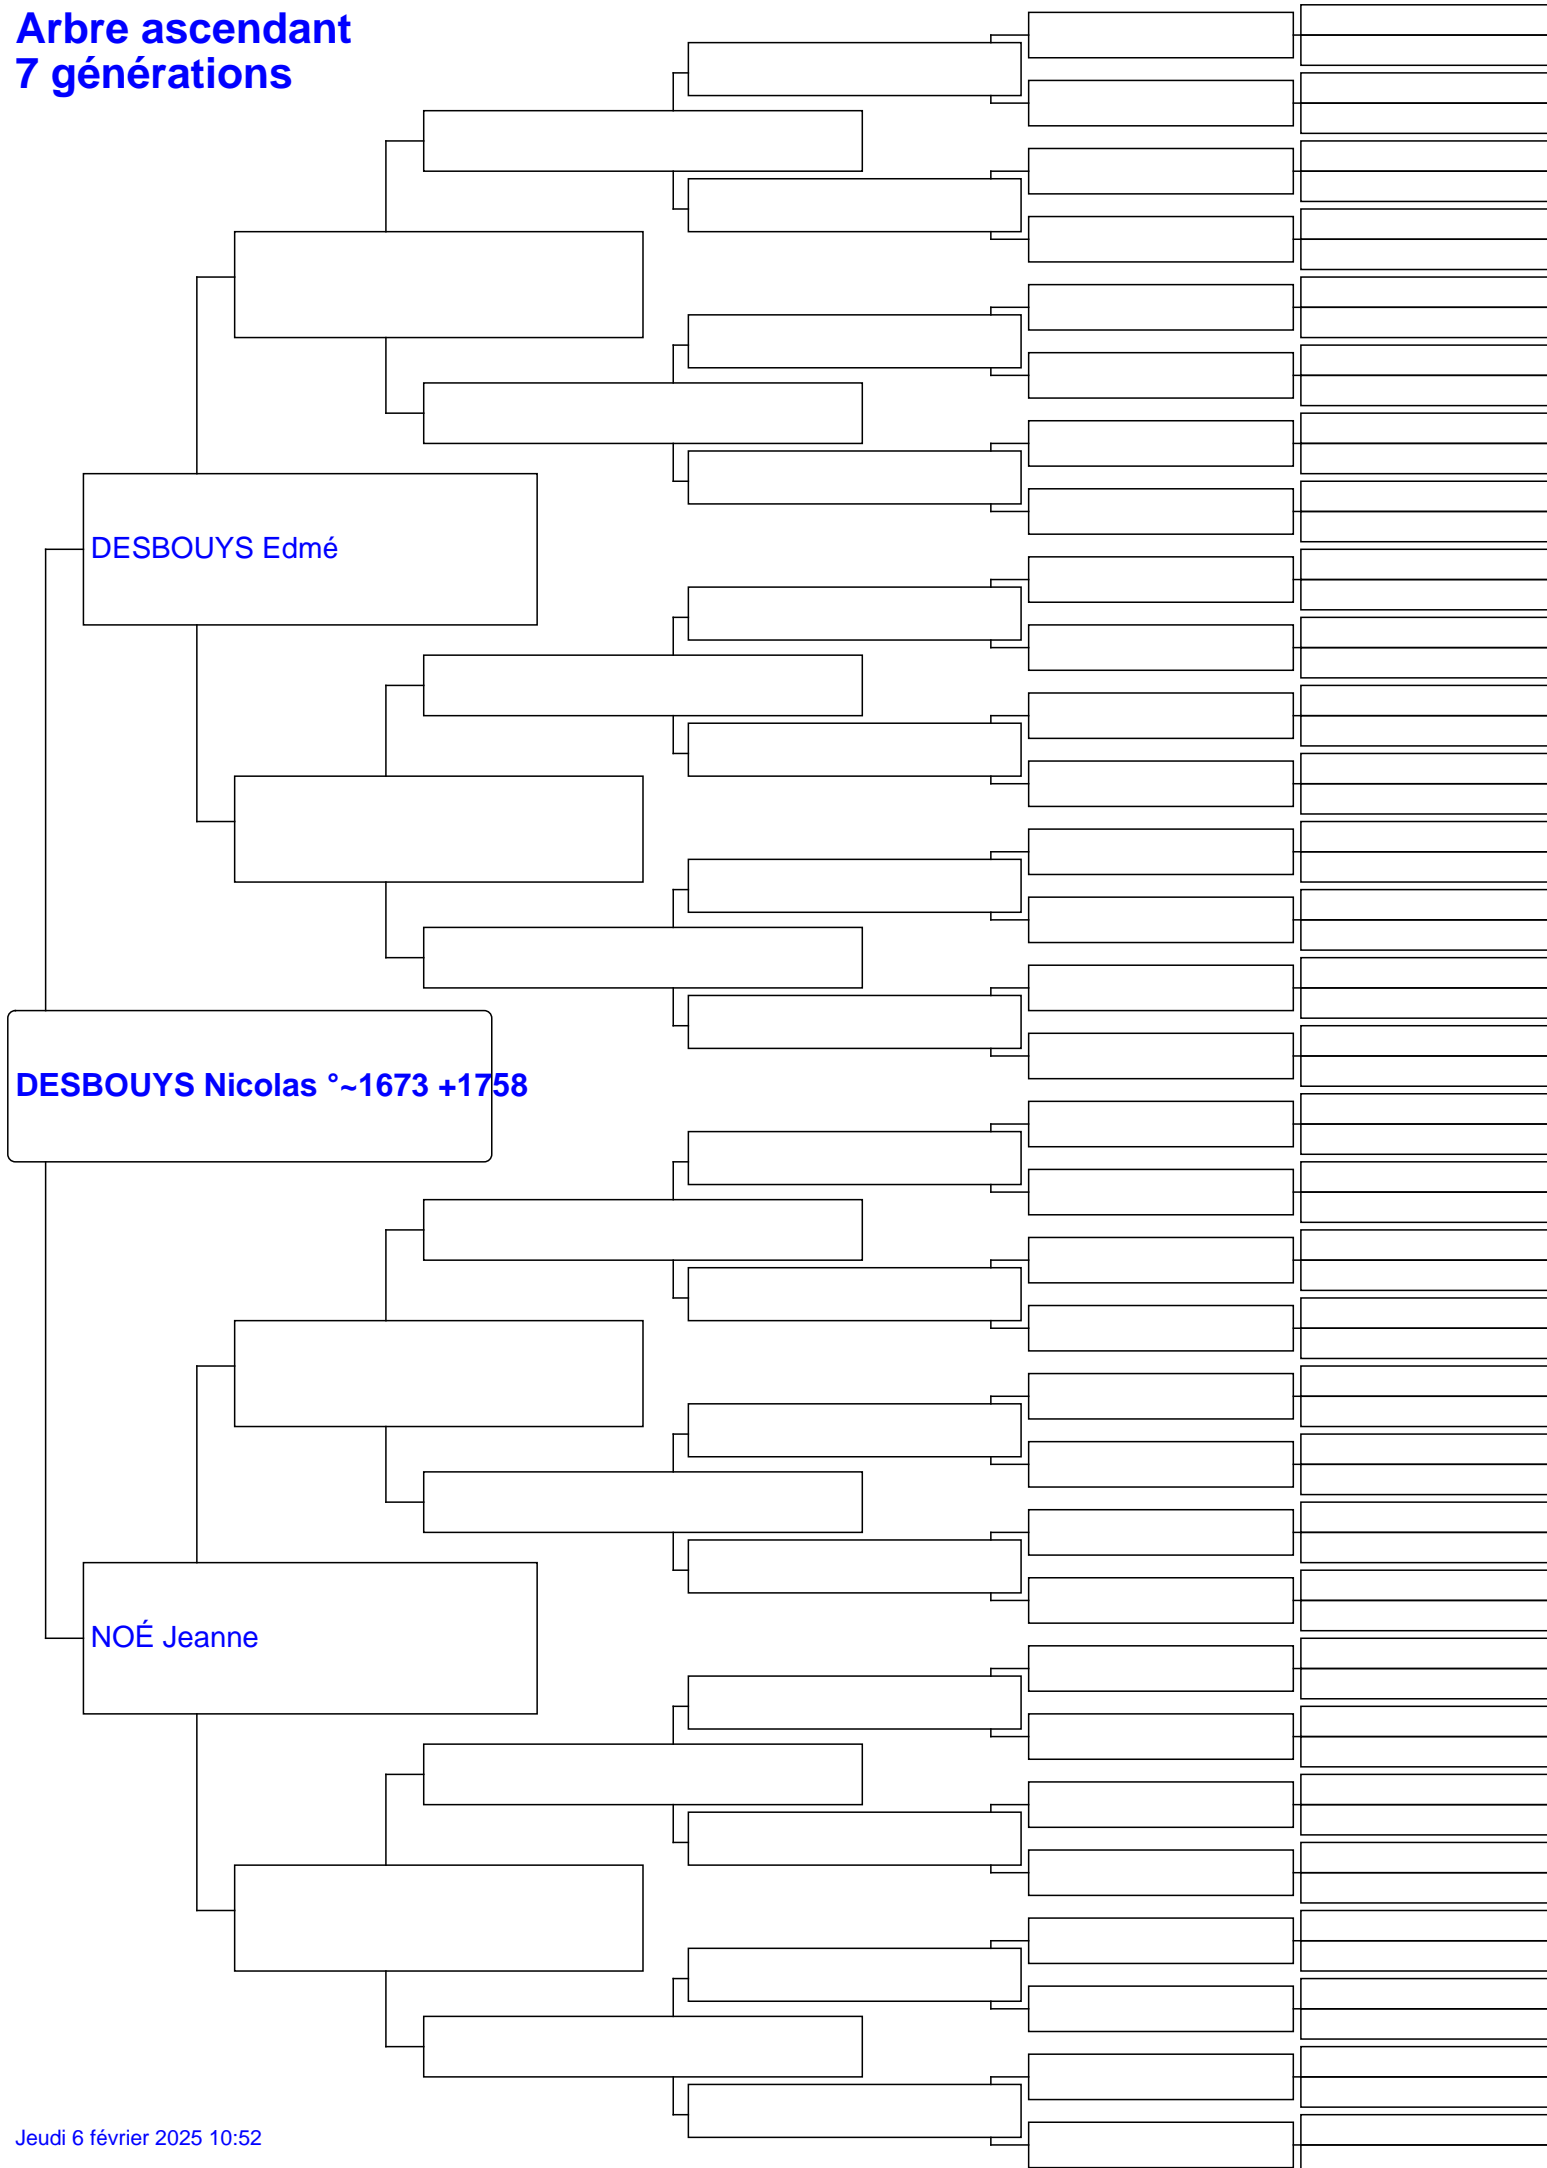 Arbre ascendant
7 générations
DESBOUYS Edmé
DESBOUYS Nicolas °~1673 +1758
NOÉ Jeanne
Jeudi 6 février 2025 10:52